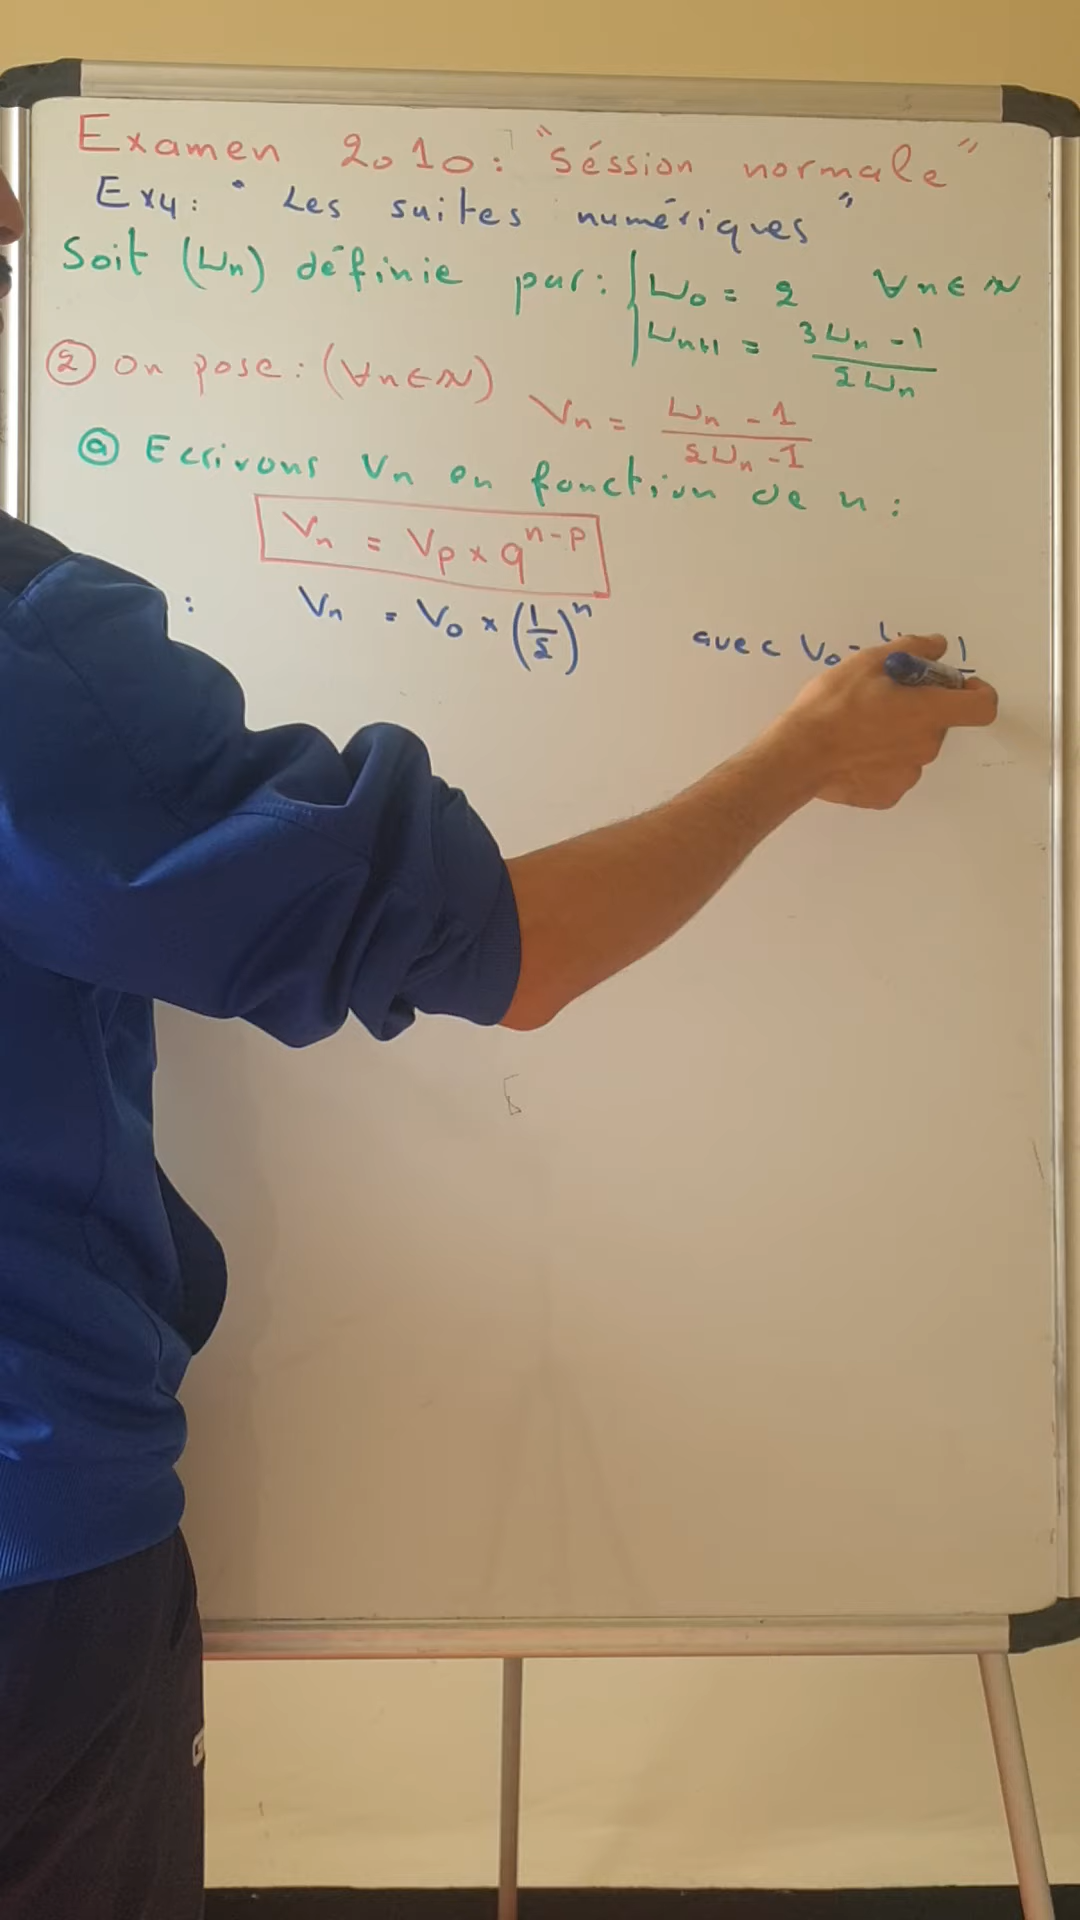 Examen 2010: "Séssion normale"
Ex4: "Les suites numériques"
Soit (Un) définie par: { U0 = 2 ∀n∈ℕ
Un+1 = (3Un - 1)/(2Un)
② On pose: (∀n∈ℕ) Vn = (Un - 1)/(2Un - 1)
ⓐ Ecrivons Vn en fonction de n:
Vn = Vp × q^(n-p)
: Vn = V0 × (1/2)^n avec V0 = 1